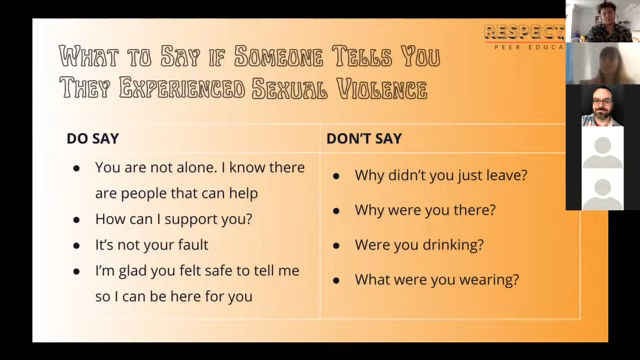 RESPECT
PEER EDUCA
What to Say if Someone Tells You
They Experienced Sexual Violence
DO SAY
● You are not alone. I know there
are people that can help
● How can I support you?
● It’s not your fault
● I’m glad you felt safe to tell me
so I can be here for you
DON’T SAY
● Why didn’t you just leave?
● Why were you there?
● Were you drinking?
● What were you wearing?